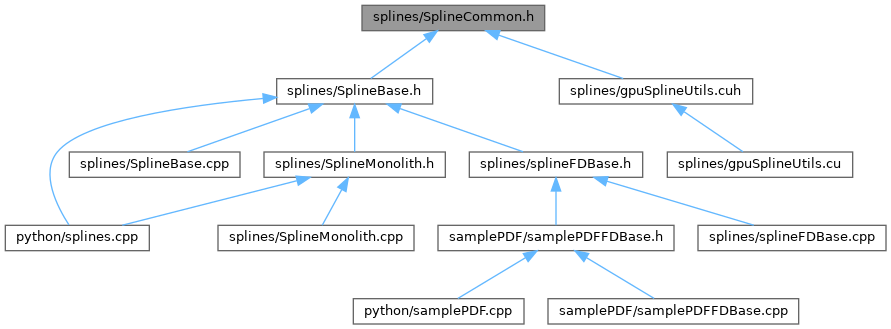 splines/SplineCommon.h
splines/SplineBase.h
splines/gpuSplineUtils.cuh
splines/SplineBase.cpp
splines/SplineMonolith.h
splines/splineFDBase.h
splines/gpuSplineUtils.cu
python/splines.cpp
splines/SplineMonolith.cpp
samplePDF/samplePDFFDBase.h
splines/splineFDBase.cpp
python/samplePDF.cpp
samplePDF/samplePDFFDBase.cpp